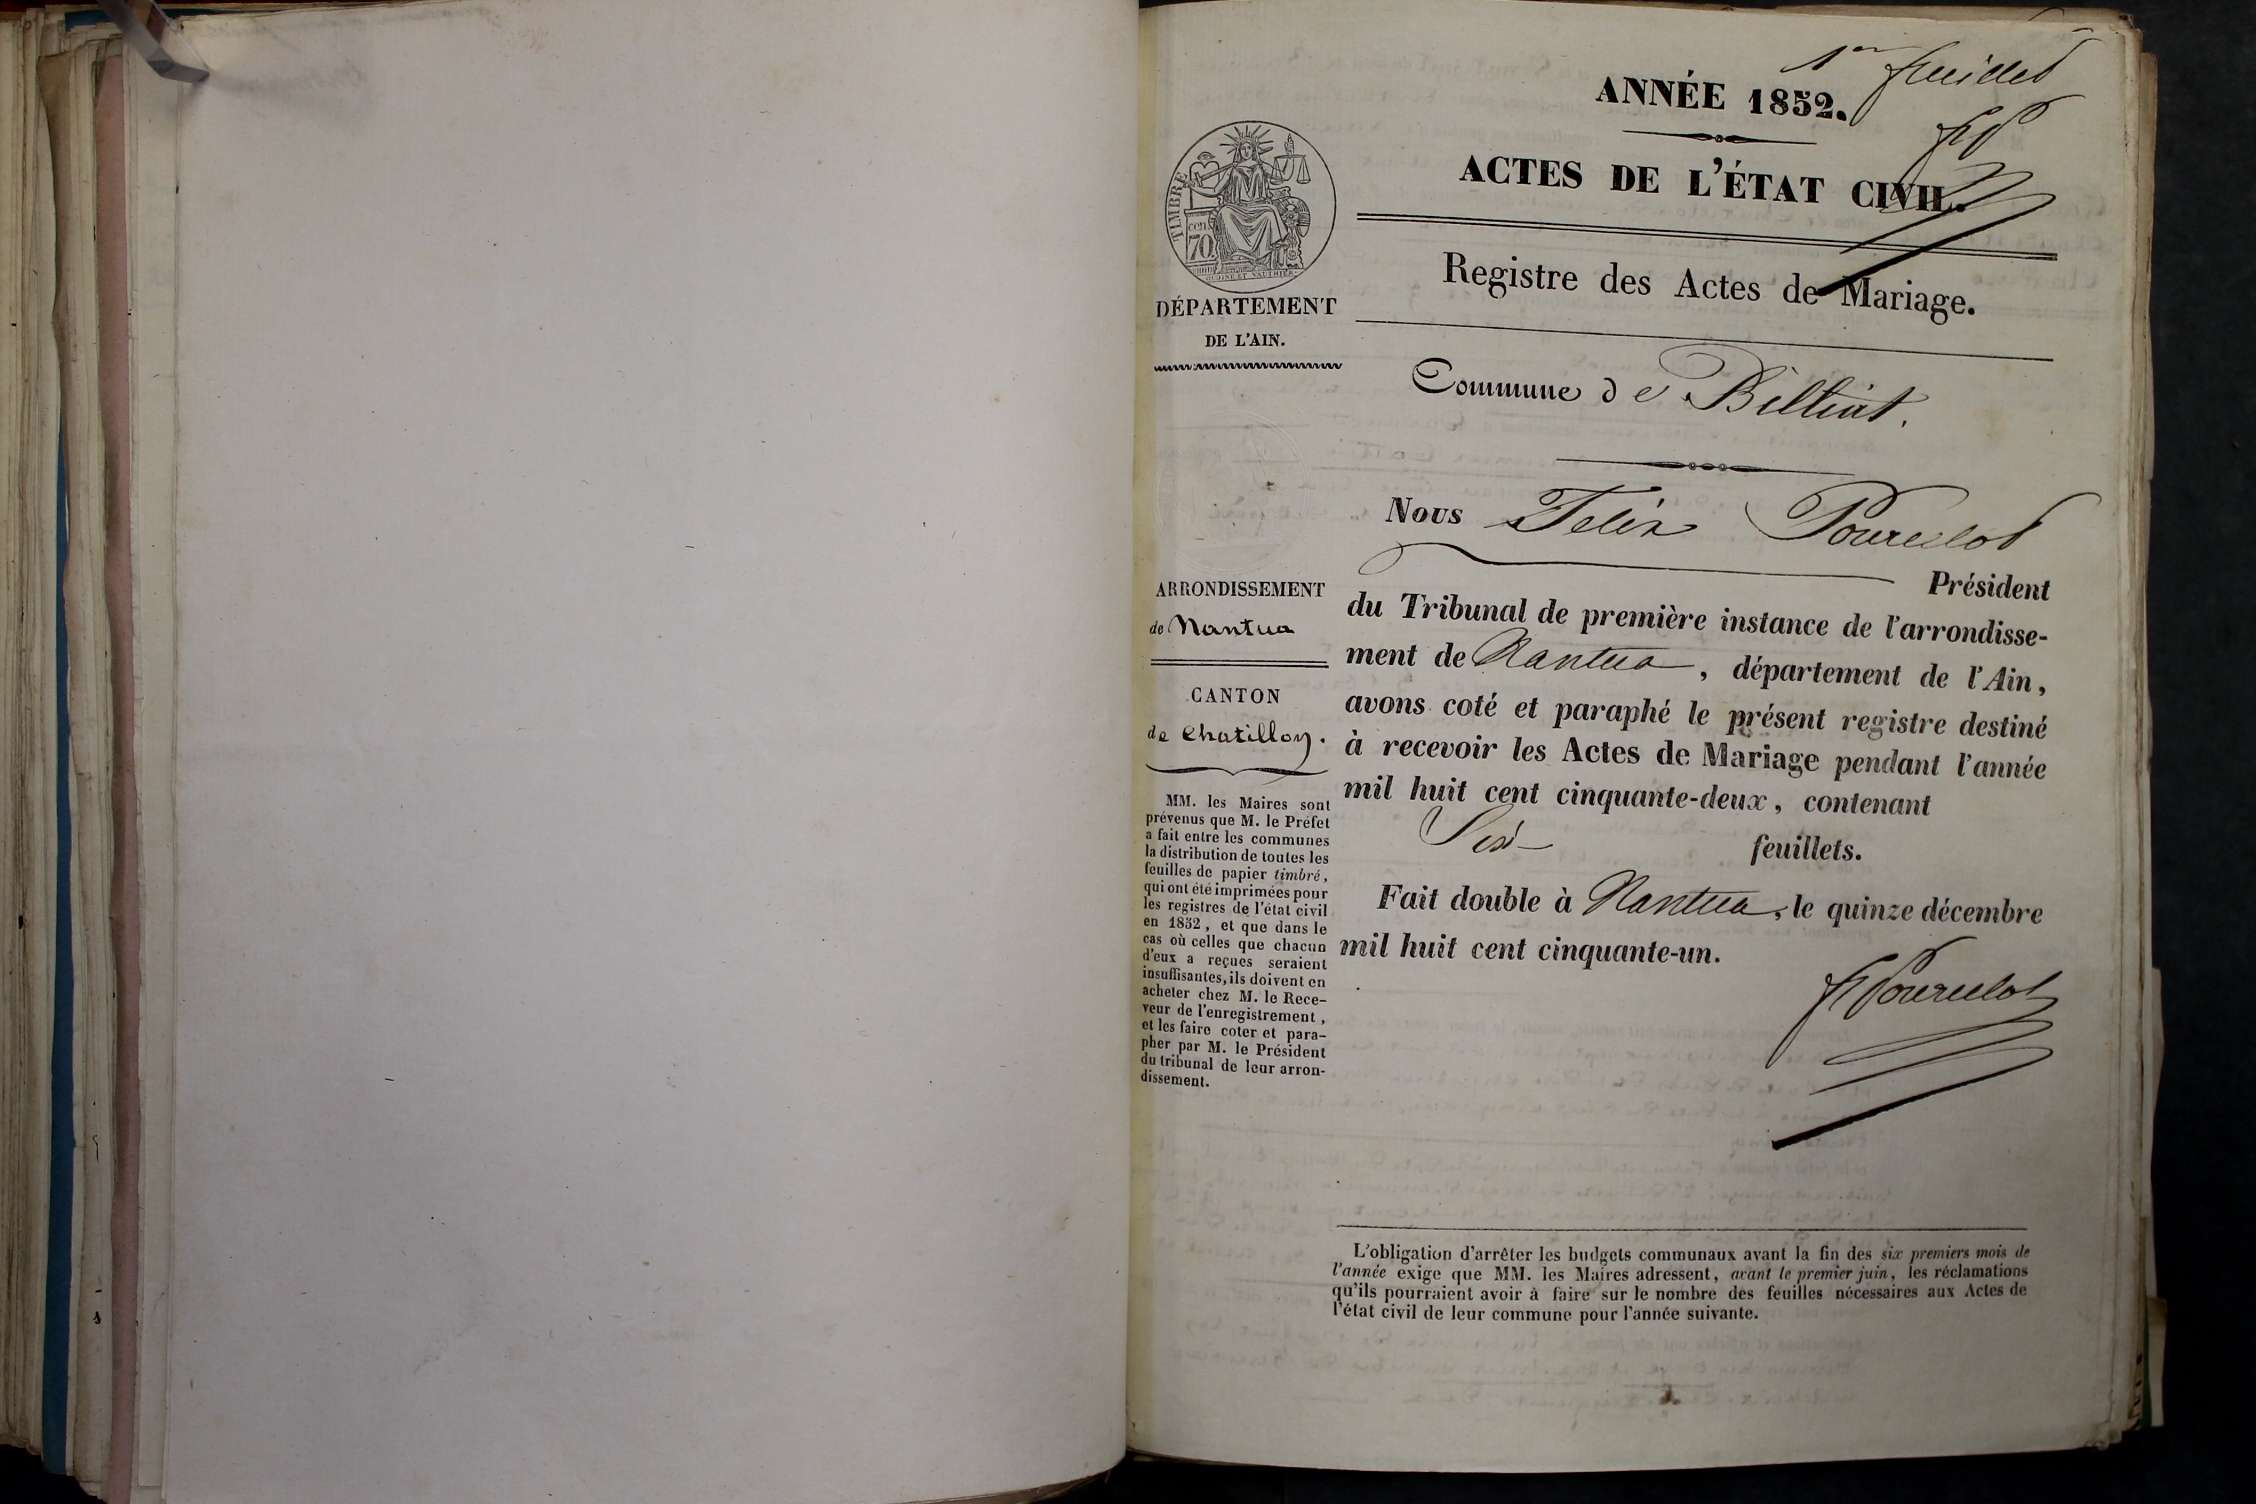 1er feuillet
ANNÉE 1852.
FP
ACTES DE L'ÉTAT CIVIL.
TIMBRE
cen
70
DÉPARTEMENT
DE L'AIN.
Registre des Actes de Mariage.
Commune de Billiat.
Nous Felix Pourcelot
Président
du Tribunal de première instance de l'arrondisse-
ment de Nantua, département de l'Ain,
avons coté et paraphé le présent registre destiné
à recevoir les Actes de Mariage pendant l'année
mil huit cent cinquante-deux, contenant
Six feuillets.
Fait double à Nantua, le quinze décembre
mil huit cent cinquante-un.
FPourcelot
ARRONDISSEMENT
de Nantua
CANTON
de Chatillon.
MM. les Maires sont
prévenus que M. le Préfet
a fait entre les communes
la distribution de toutes les
feuilles de papier timbré,
qui ont été imprimées pour
les registres de l'état civil
en 1852, et que dans le
cas où celles que chacun
d'eux a reçues seraient
insuffisantes, ils doivent en
acheter chez M. le Rece-
veur de l'enregistrement,
et les faire coter et para-
pher par M. le Président
du tribunal de leur arron-
dissement.
L'obligation d'arrêter les budgets communaux avant la fin des six premiers mois de
l'année exige que MM. les Maires adressent, avant le premier juin, les réclamations
qu'ils pourraient avoir à faire sur le nombre des feuilles nécessaires aux Actes de
l'état civil de leur commune pour l'année suivante.